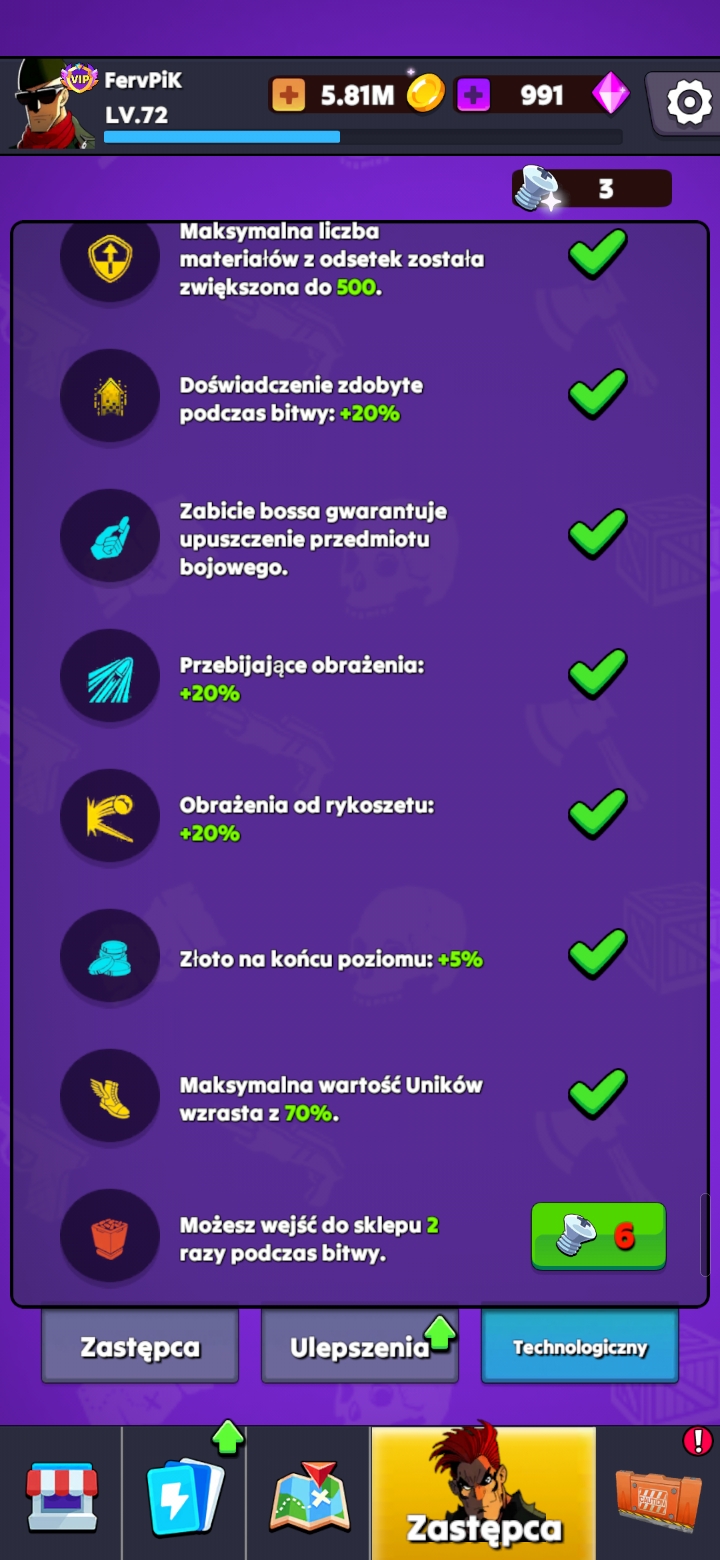 VIP
FervPiK
5.81M
991
LV.72
3
Maksymalna liczba
materiałów z odsetek została
zwiększona do 500.
Doświadczenie zdobyte
podczas bitwy: +20%
Zabicie bossa gwarantuje
upuszczenie przedmiotu
bojowego.
Przebijające obrażenia:
+20%
Obrażenia od rykoszetu:
+20%
Złoto na końcu poziomu: +5%
Maksymalna wartość Uników
wzrasta z 70%.
Możesz wejść do sklepu 2
razy podczas bitwy.
6
Zastępca
Ulepszenia
Technologiczny
Zastępca
!